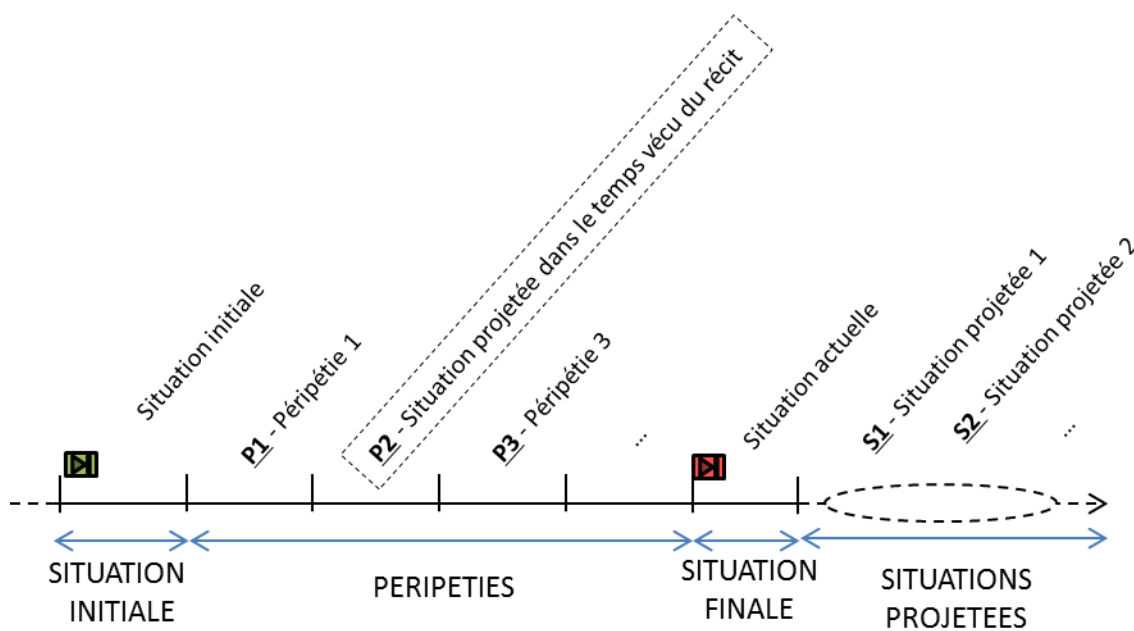 Situation initiale
P1 - Péripétie 1
P2 - Situation projetée dans le temps vécu du récit
P3 - Péripétie 3
...
Situation actuelle
S1 - Situation projetée 1
S2 - Situation projetée 2
...
SITUATION
INITIALE
PERIPETIES
SITUATION
FINALE
SITUATIONS
PROJETEES